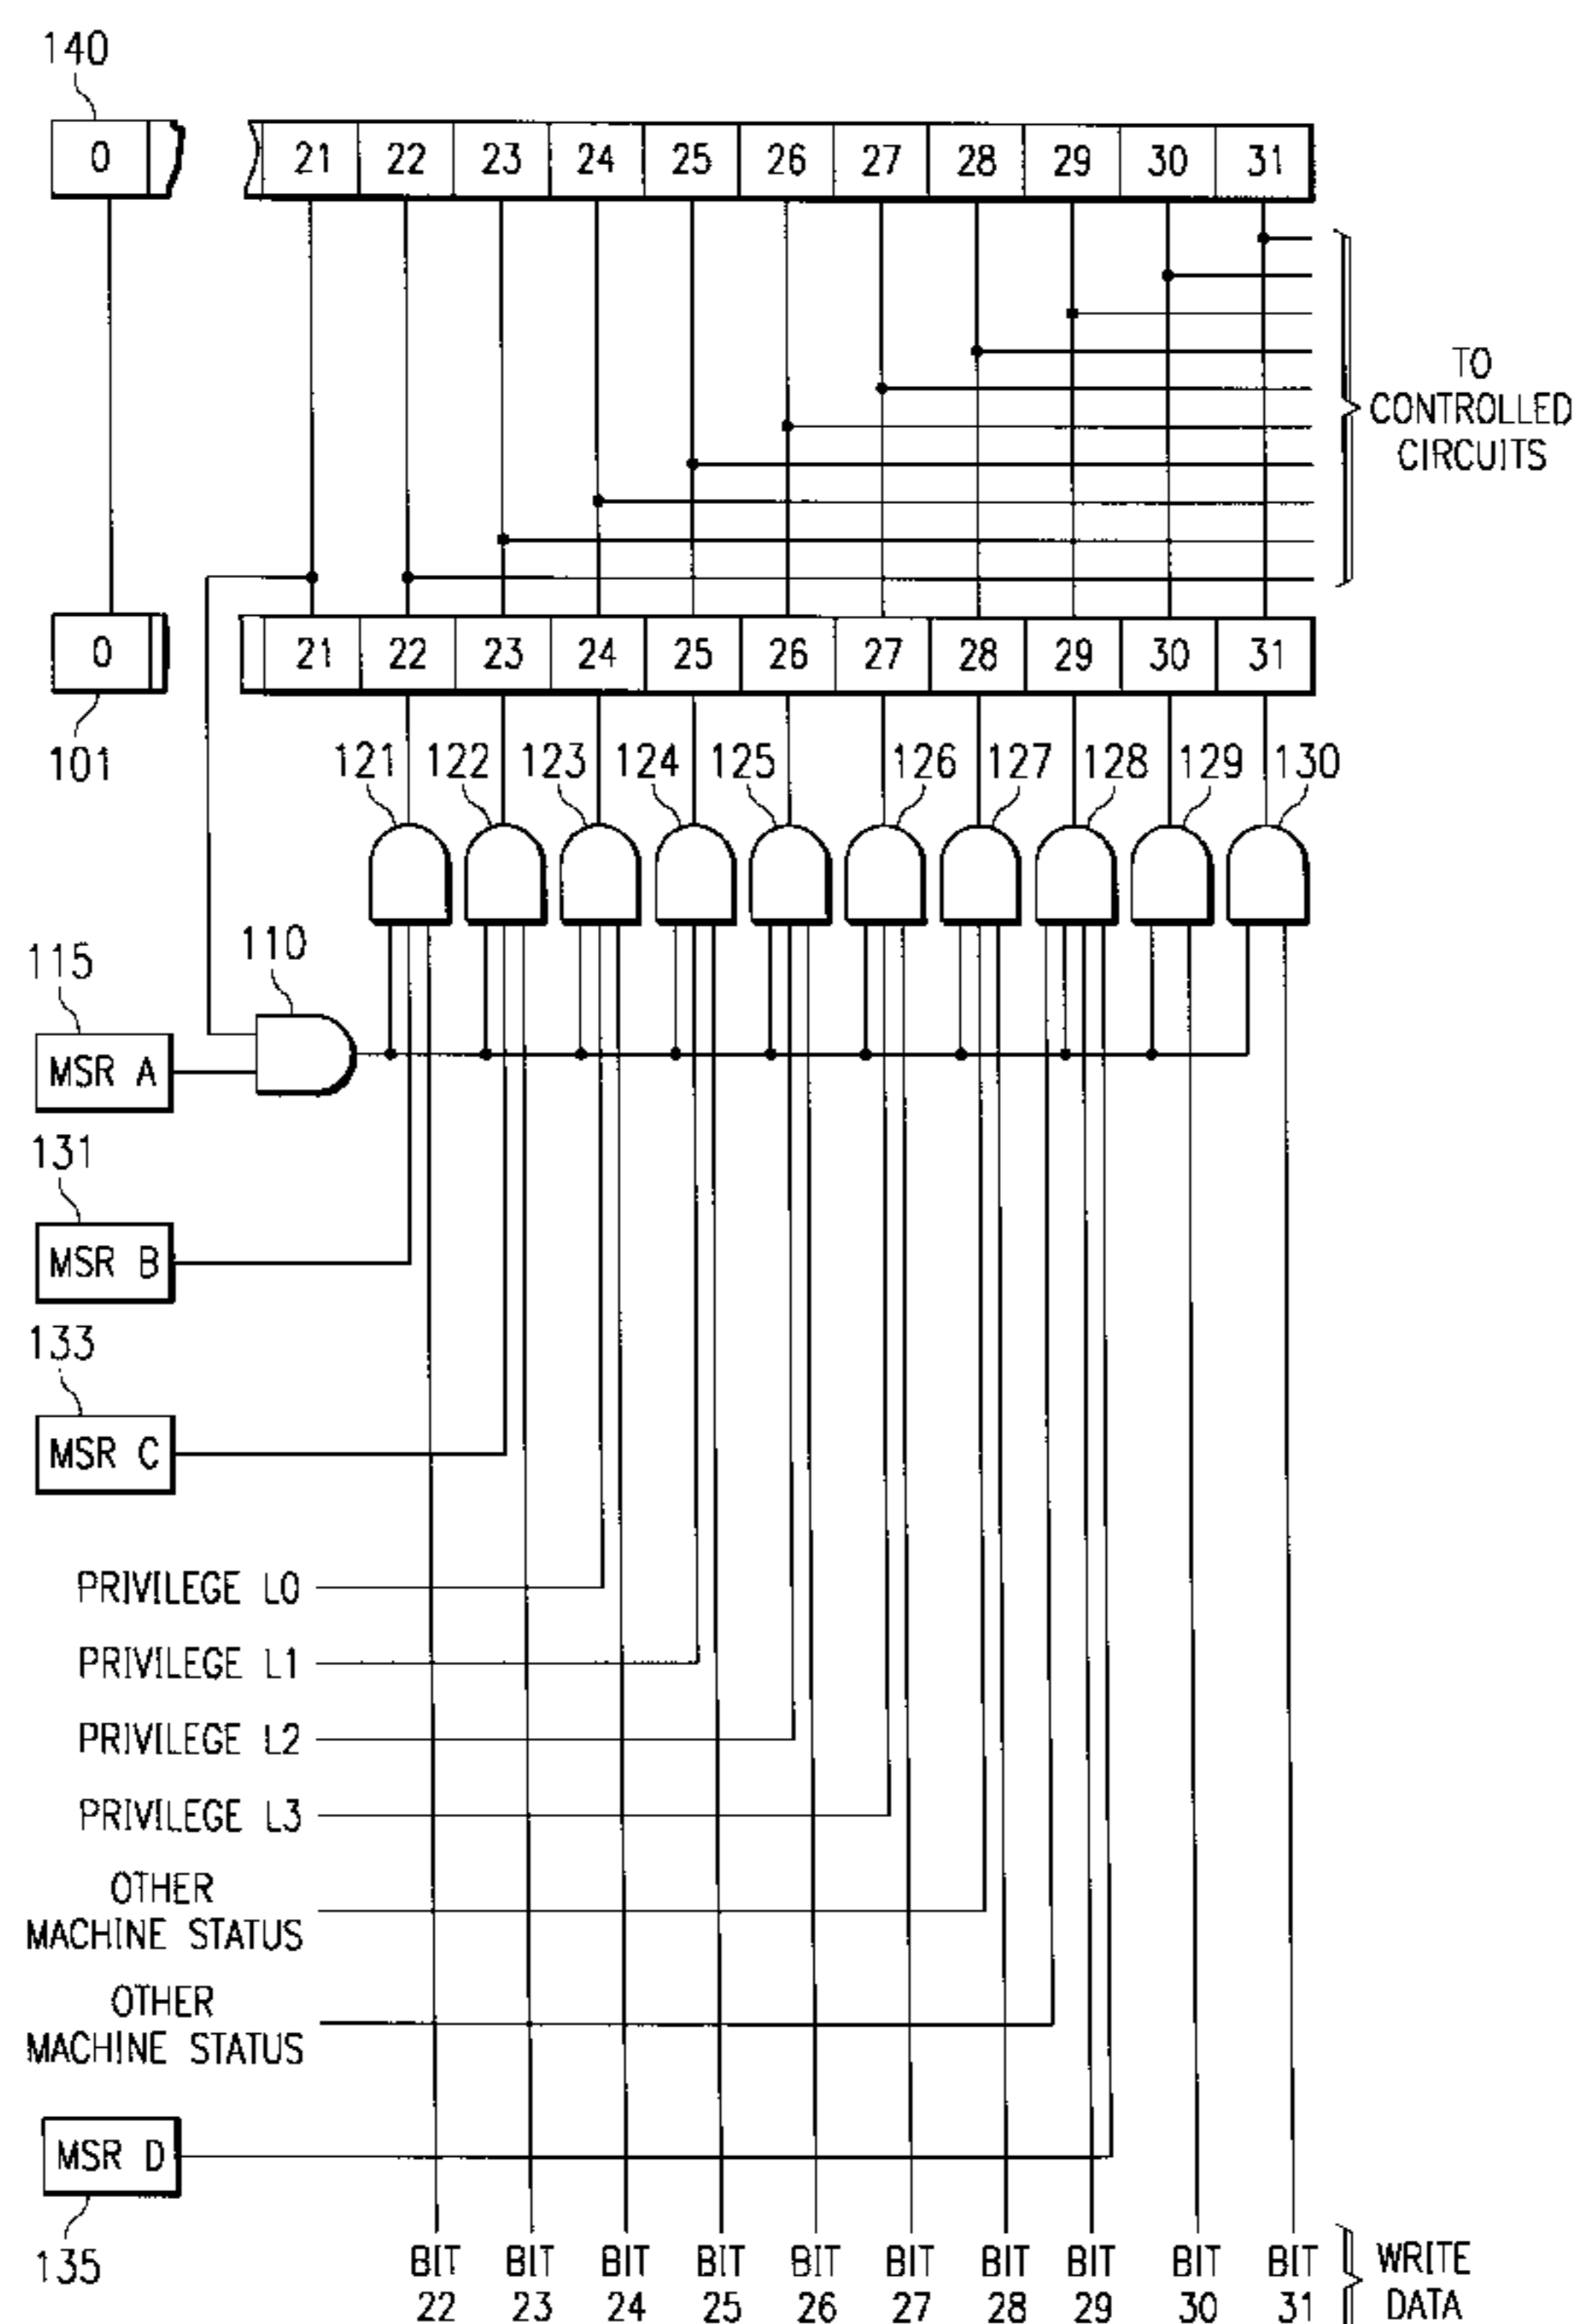 140
0 21 22 23 24 25 26 27 28 29 30 31
TO
CONTROLLED
CIRCUITS
0 21 22 23 24 25 26 27 28 29 30 31
101
121 122 123 124 125 126 127 128 129 130
110
115
MSR A
131
MSR B
133
MSR C
PRIVILEGE L0
PRIVILEGE L1
PRIVILEGE L2
PRIVILEGE L3
OTHER
MACHINE STATUS
OTHER
MACHINE STATUS
MSR D
135
BIT BIT BIT BIT BIT BIT BIT BIT BIT BIT
22 23 24 25 26 27 28 29 30 31
WRITE
DATA